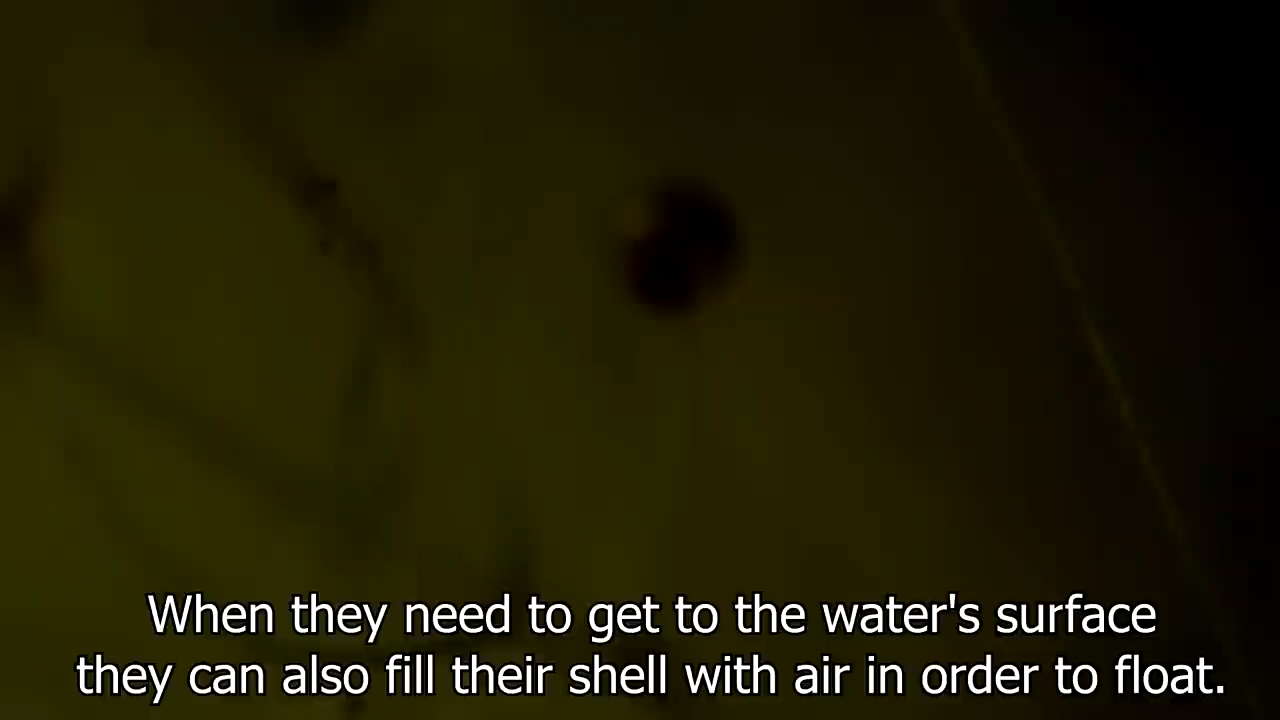 When they need to get to the water's surface
they can also fill their shell with air in order to float.